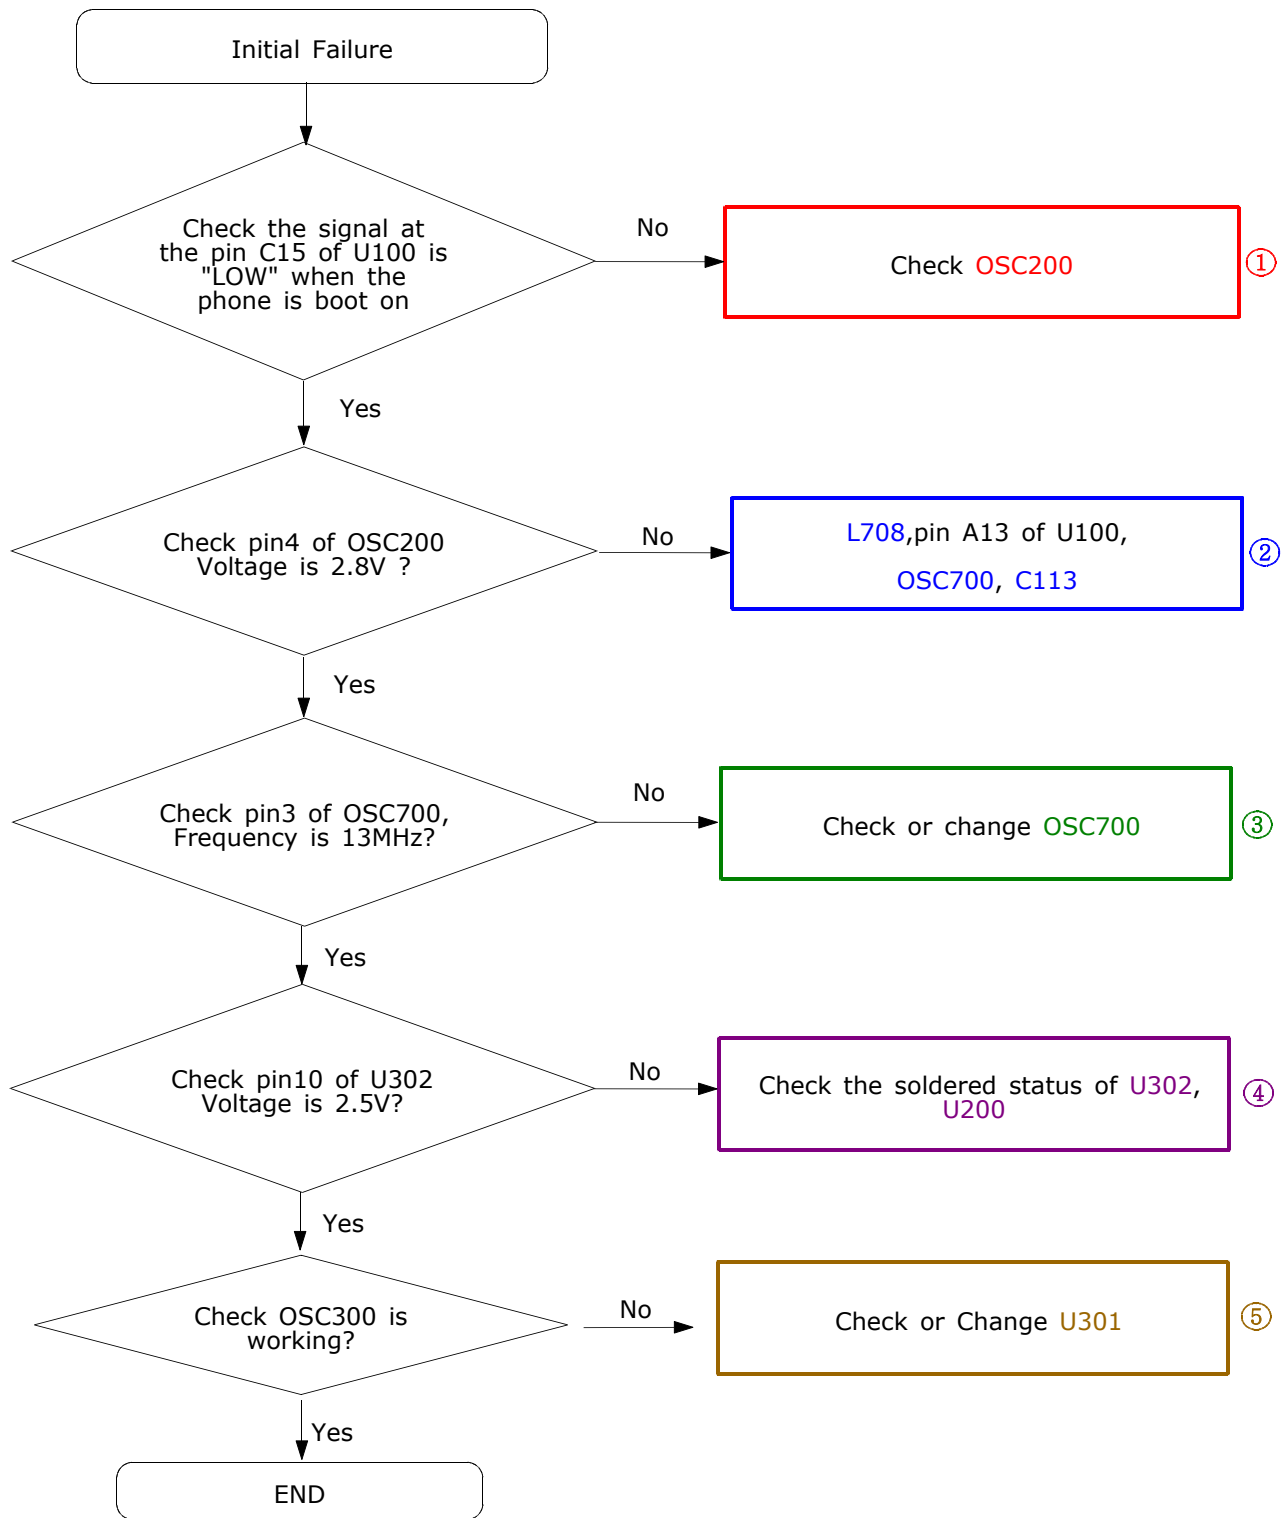 Initial Failure
Check the signal at
the pin C15 of U100 is
"LOW" when the
phone is boot on
No
Check OSC200
①
Yes
Check pin4 of OSC200
Voltage is 2.8V ?
No
L708,pin A13 of U100,
OSC700, C113
②
Yes
Check pin3 of OSC700,
Frequency is 13MHz?
No
Check or change OSC700
③
Yes
Check pin10 of U302
Voltage is 2.5V?
No
Check the soldered status of U302,
U200
④
Yes
Check OSC300 is
working?
No
Check or Change U301
⑤
Yes
END